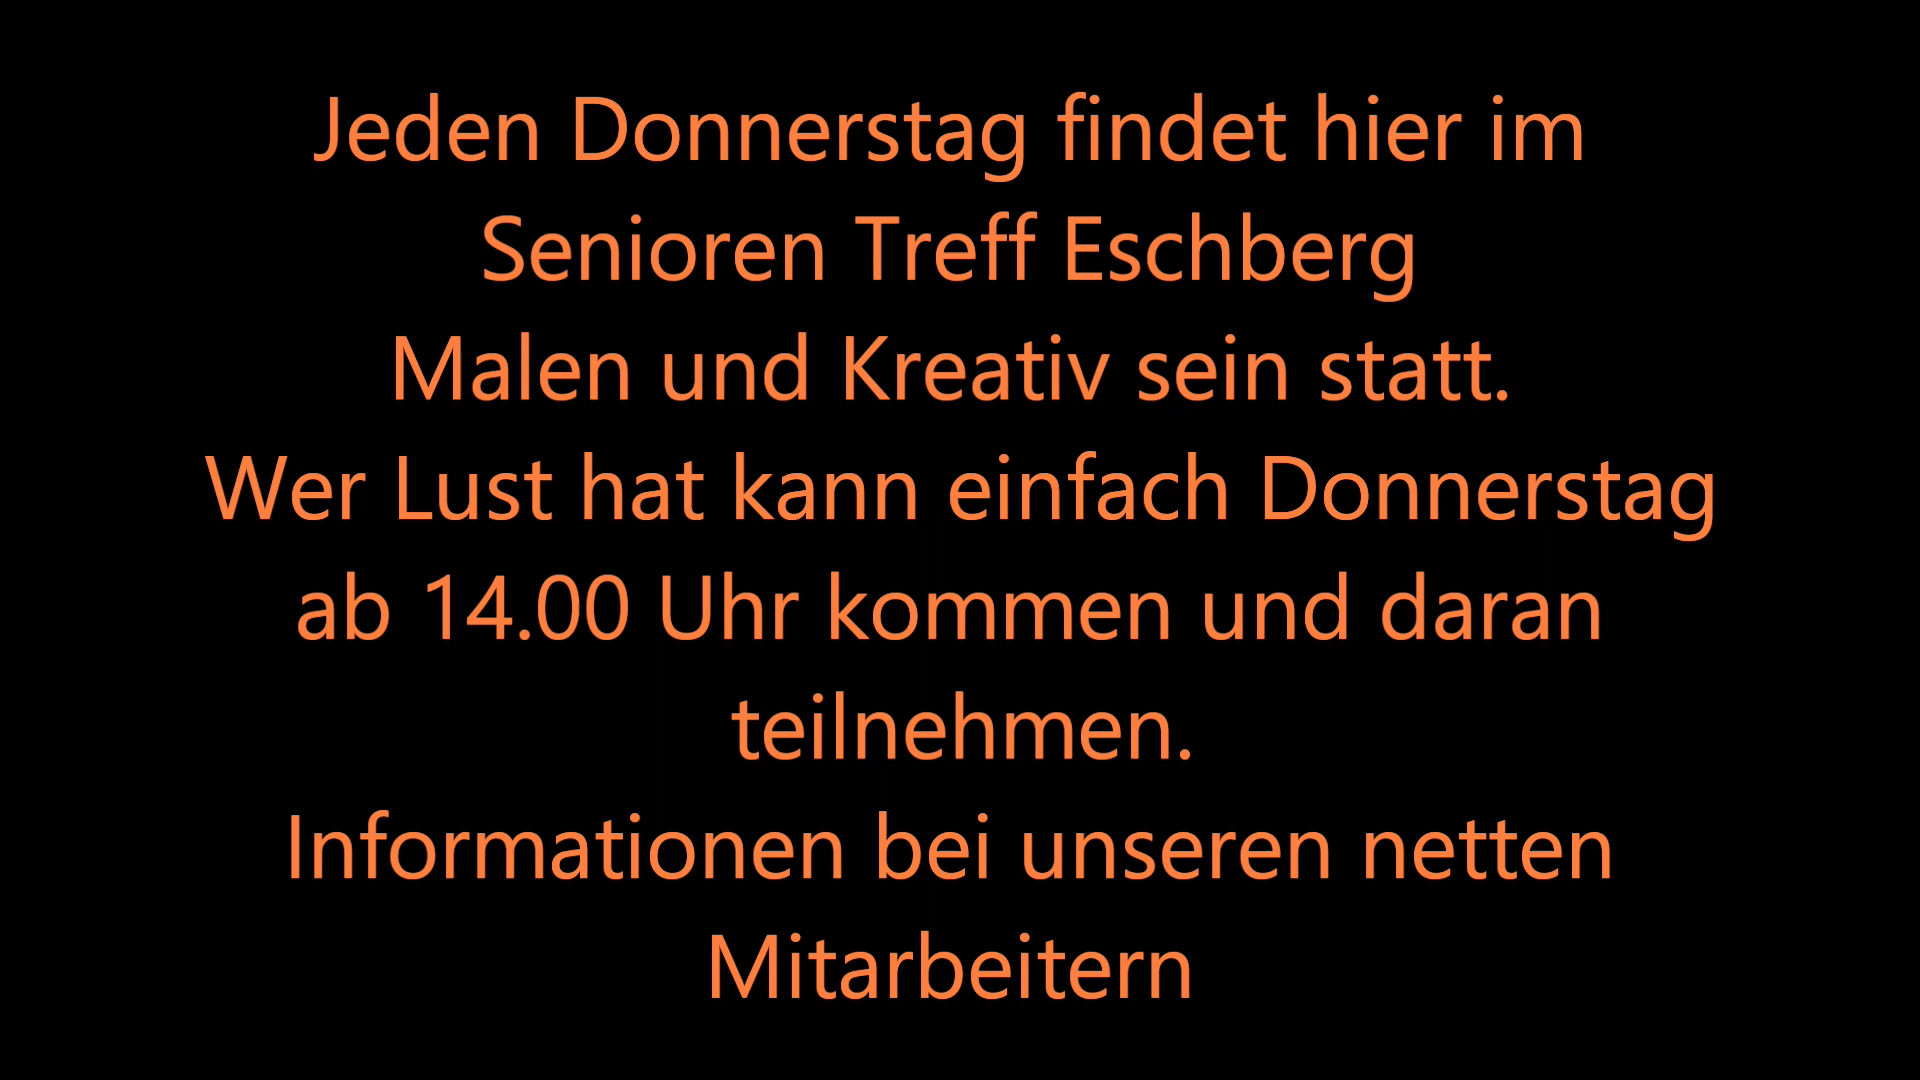 Jeden Donnerstag findet hier im
Senioren Treff Eschberg
Malen und Kreativ sein statt.
Wer Lust hat kann einfach Donnerstag
ab 14.00 Uhr kommen und daran
teilnehmen.
Informationen bei unseren netten
Mitarbeitern